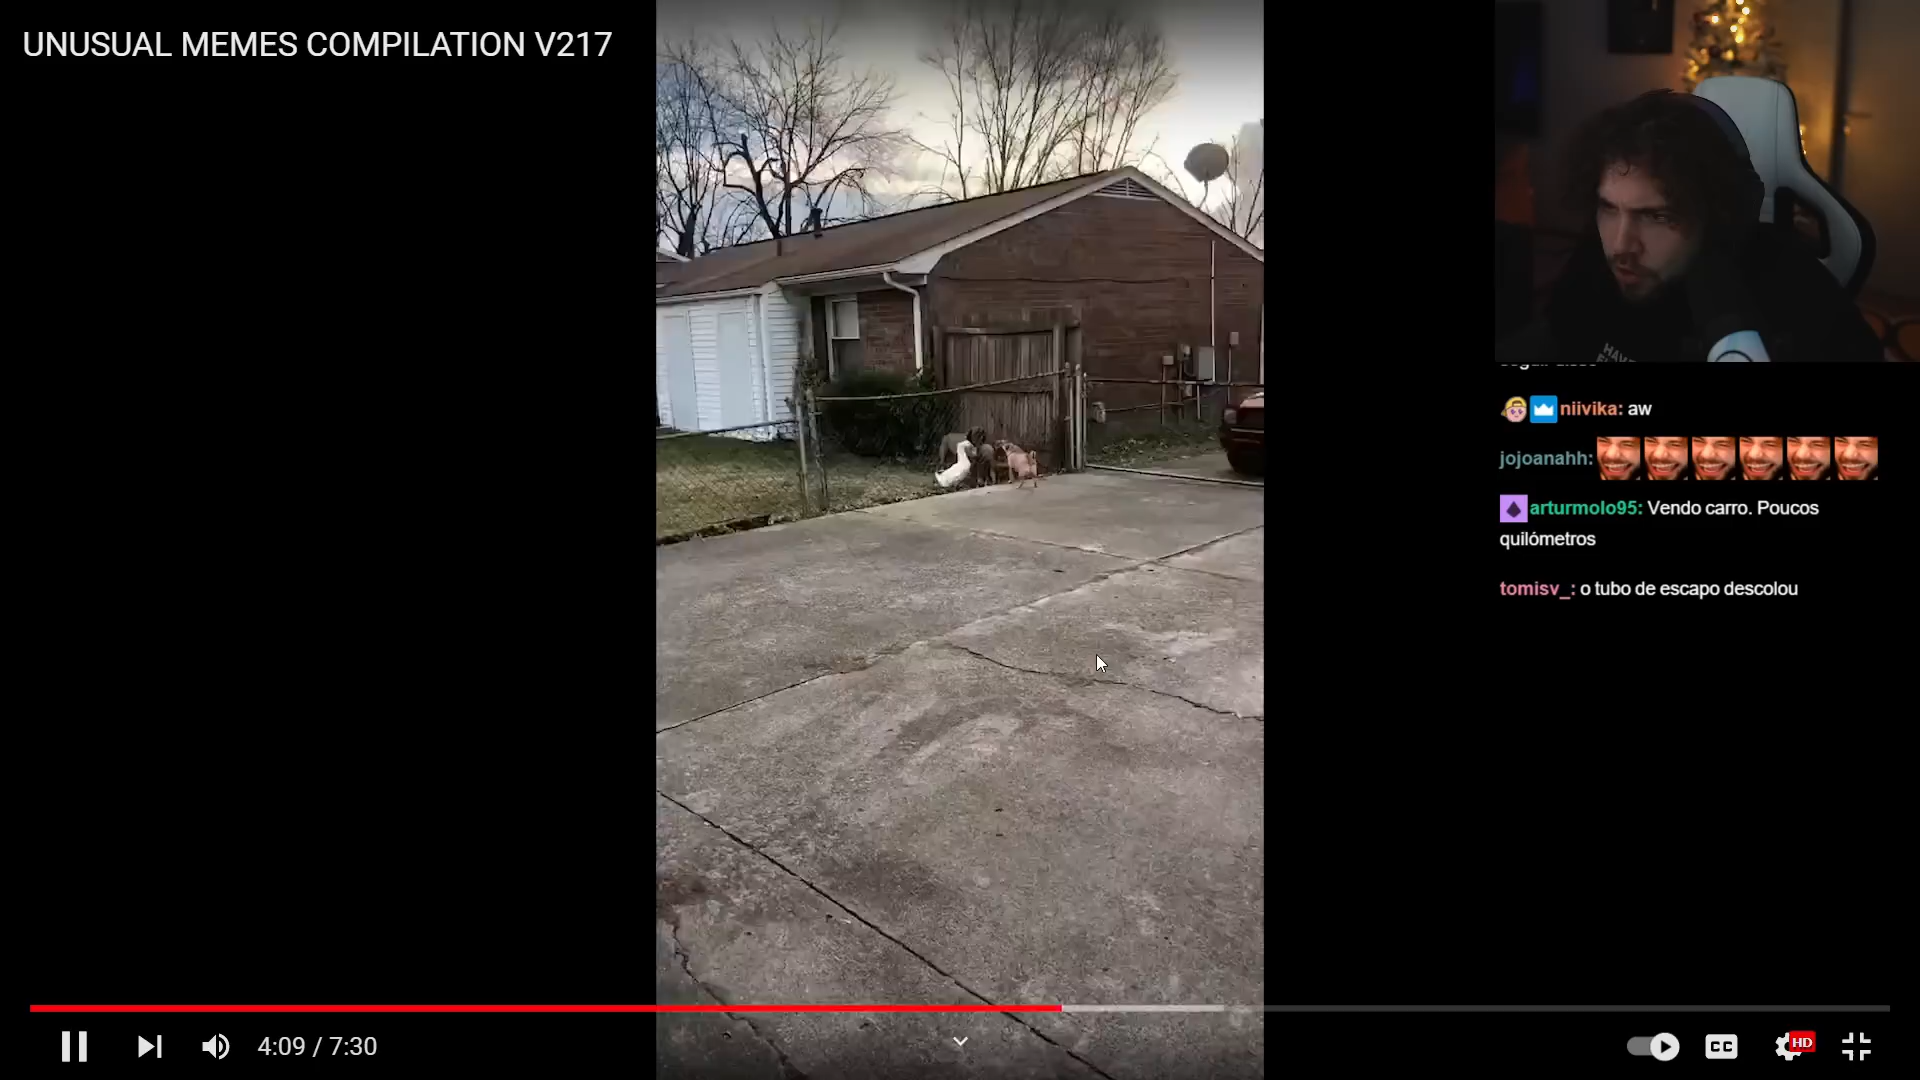 UNUSUAL MEMES COMPILATION V217
niivika: aw
jojoanahh:
arturmolo95: Vendo carro. Poucos
quilómetros
tomisv_: o tubo de escapo descolou
4:09 / 7:30
CC
HD